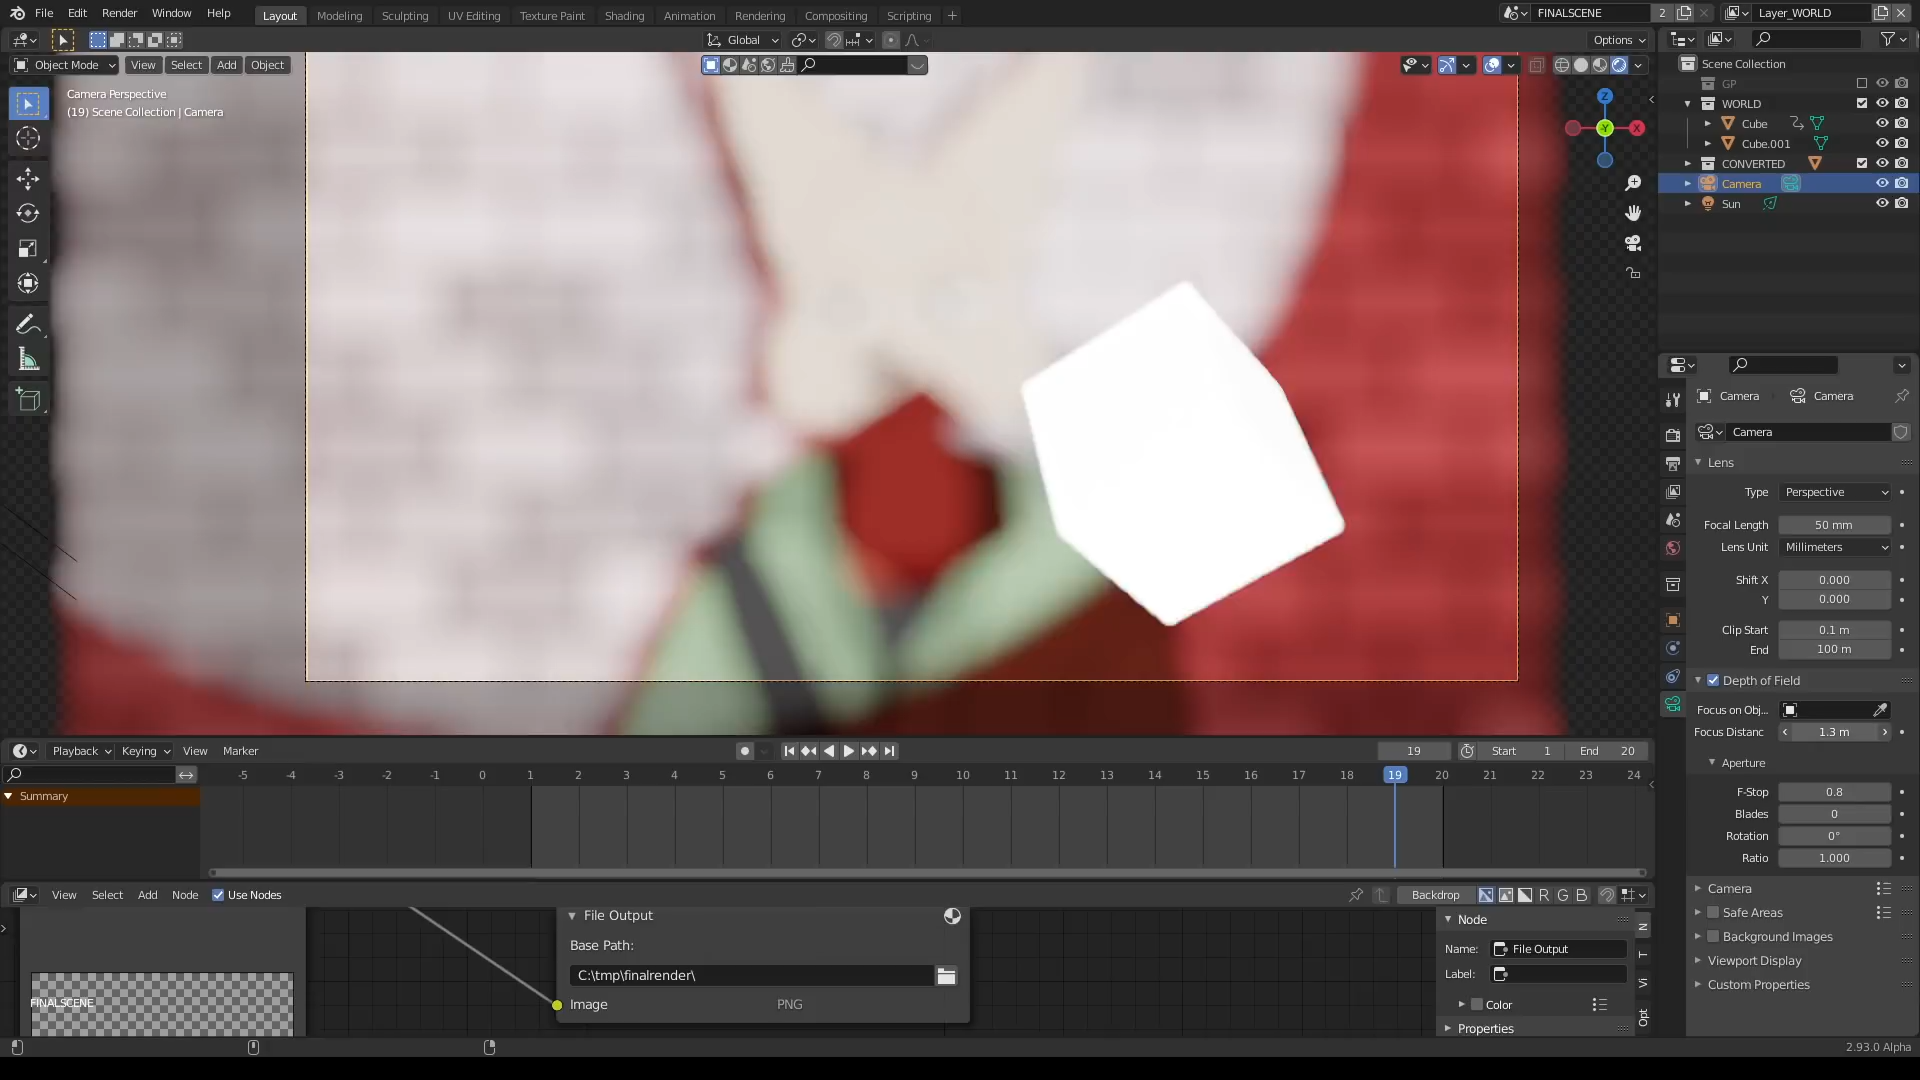 File Edit Render Window Help Layout Modeling Sculpting UV Editing Texture Paint Shading Animation Rendering Compositing Scripting + FINALSCENE 2 Layer_WORLD
Global Options
Object Mode View Select Add Object
Camera Perspective
(19) Scene Collection | Camera
Z
-Y
X
Scene Collection
GP
WORLD
Cube
Cube.001
CONVERTED
Camera
Sun
Camera Camera
Camera
Lens
Type Perspective
Focal Length 50 mm
Lens Unit Millimeters
Shift X 0.000
Y 0.000
Clip Start 0.1 m
End 100 m
Depth of Field
Focus on Obj...
Focus Distanc 1.3 m
Aperture
F-Stop 0.8
Blades 0
Rotation 0°
Ratio 1.000
Camera
Safe Areas
Background Images
Viewport Display
Custom Properties
Playback Keying View Marker 19 Start 1 End 20
-5 -4 -3 -2 -1 0 1 2 3 4 5 6 7 8 9 10 11 12 13 14 15 16 17 18 19 20 21 22 23 24
Summary
View Select Add Node Use Nodes Backdrop R G B
File Output
Base Path:
C:\tmp\finalrender\
Image PNG
FINALSCENE
Node
Name: File Output
Label:
Color
Properties
N
T
Vi
Opt
2.93.0 Alpha